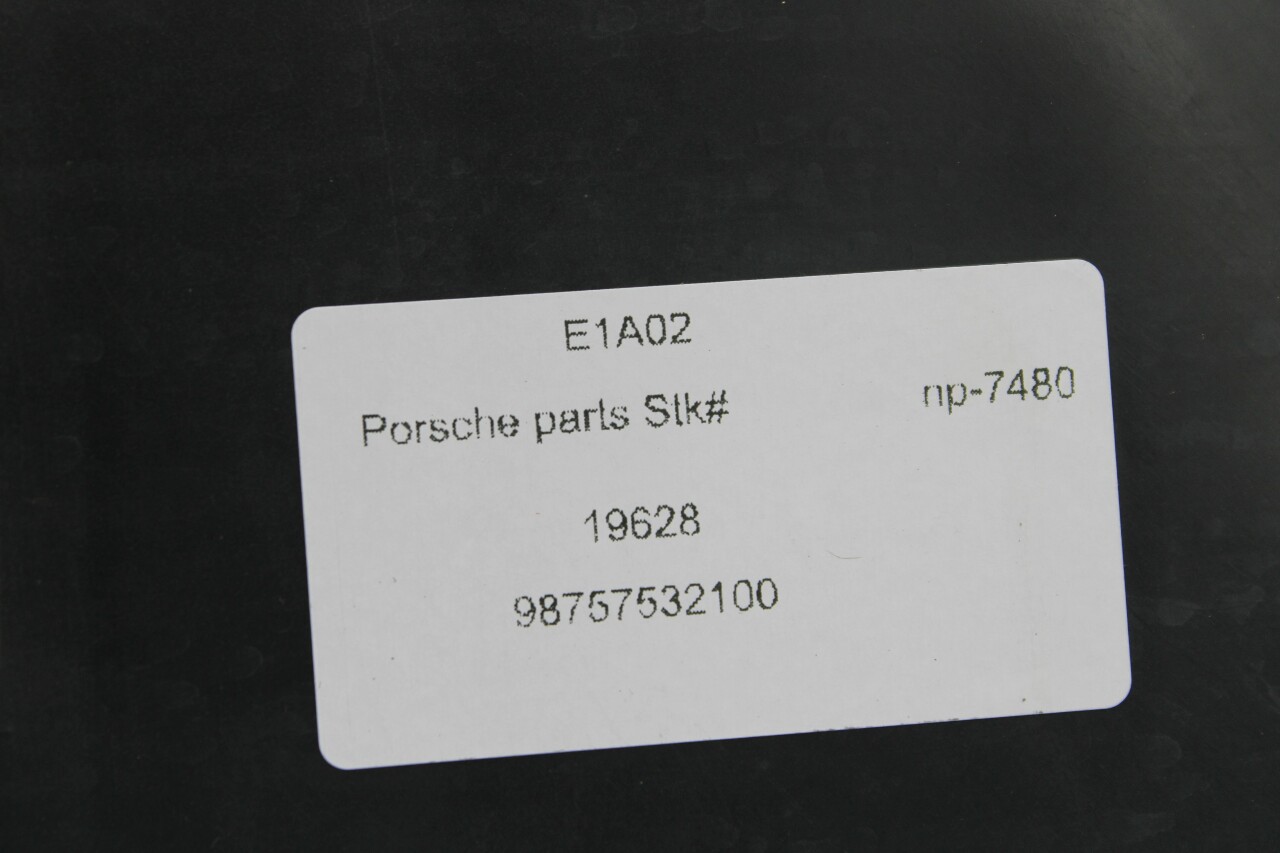 E1A02
Porsche parts Stk# np-7480
19628
98757532100